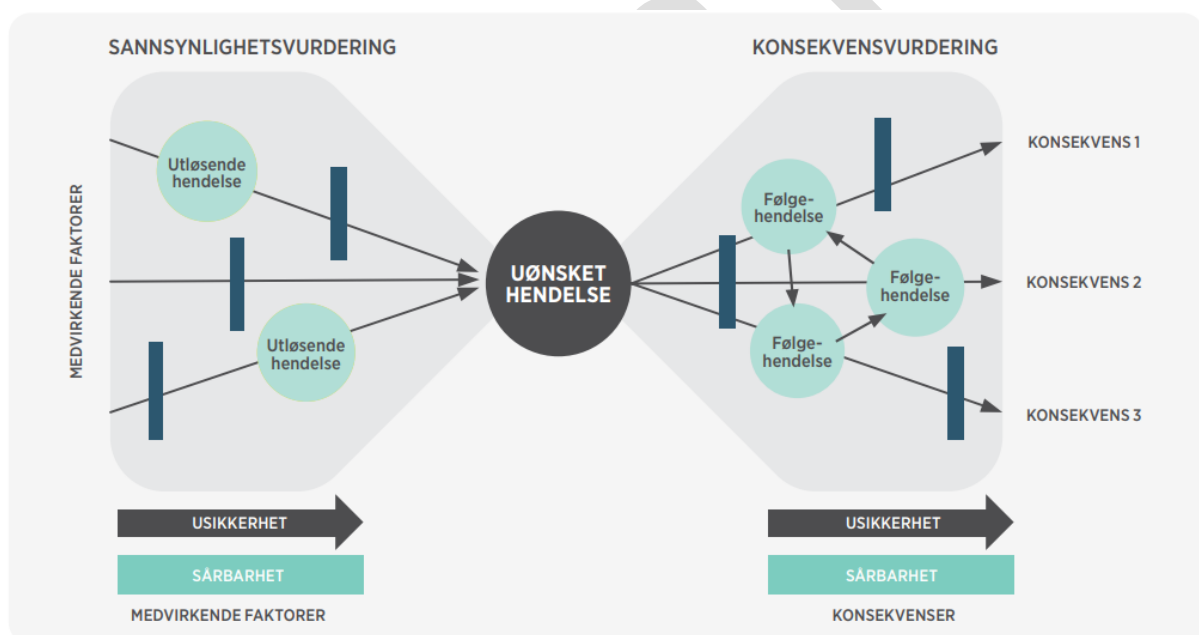 SANNSYNLIGHETSVURDERING
KONSEKVENSVURDERING
MEDVIRKENDE FAKTORER
Utløsende
hendelse
Utløsende
hendelse
UØNSKET
HENDELSE
Følge-
hendelse
Følge-
hendelse
Følge-
hendelse
KONSEKVENS 1
KONSEKVENS 2
KONSEKVENS 3
USIKKERHET
SÅRBARHET
MEDVIRKENDE FAKTORER
USIKKERHET
SÅRBARHET
KONSEKVENSER